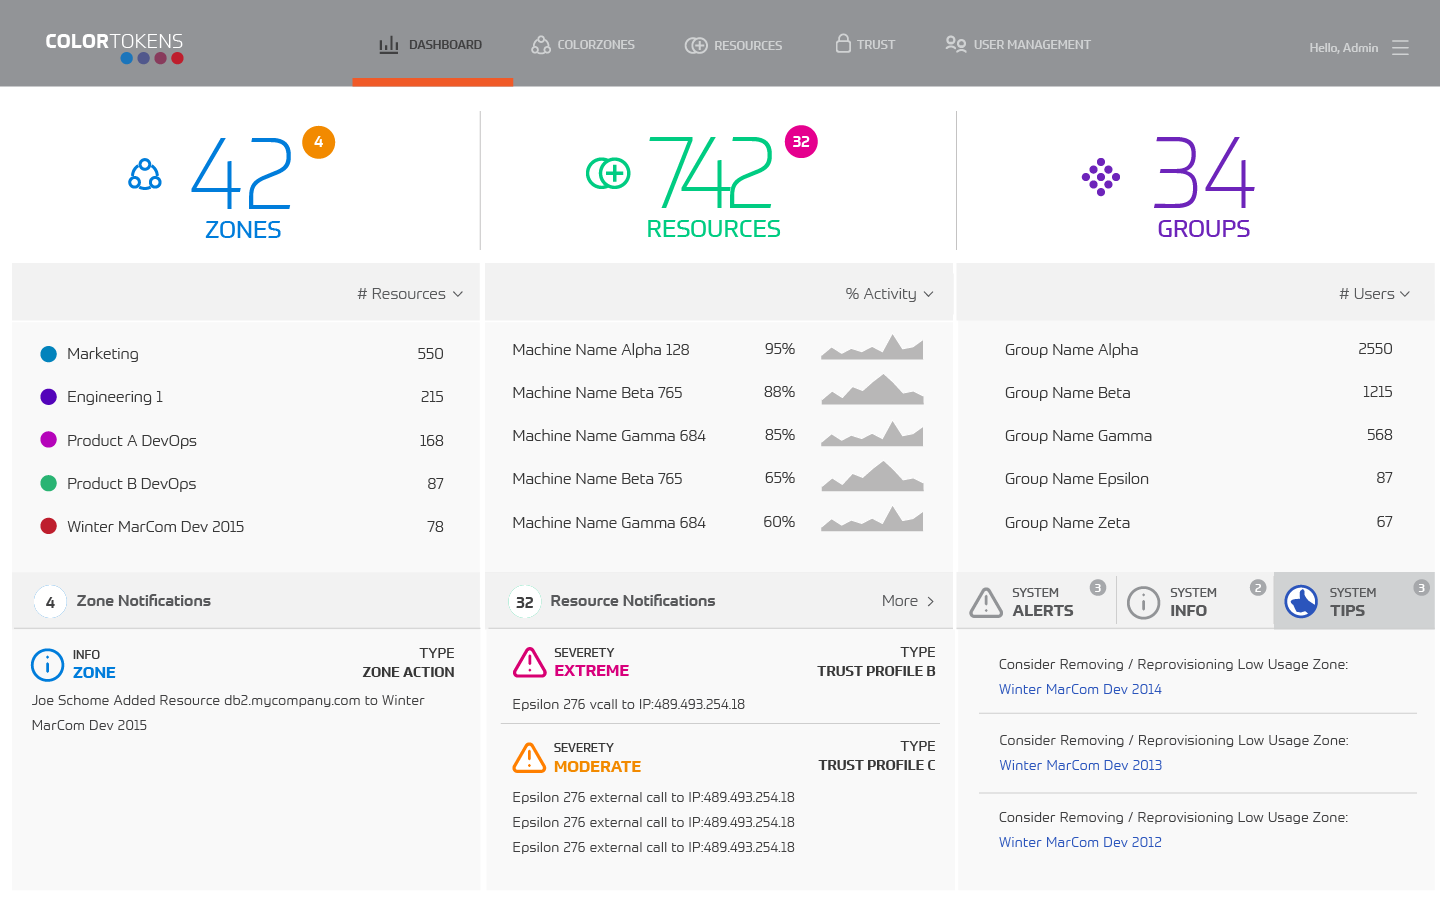 COLORTOKENS
DASHBOARD
COLORZONES
RESOURCES
TRUST
USER MANAGEMENT
Hello, Admin
42
4
ZONES
742
32
RESOURCES
34
GROUPS
# Resources
Marketing 550
Engineering 1 215
Product A DevOps 168
Product B DevOps 87
Winter MarCom Dev 2015 78
% Activity
Machine Name Alpha 128 95%
Machine Name Beta 765 88%
Machine Name Gamma 684 85%
Machine Name Beta 765 65%
Machine Name Gamma 684 60%
# Users
Group Name Alpha 2550
Group Name Beta 1215
Group Name Gamma 568
Group Name Epsilon 87
Group Name Zeta 67
4 Zone Notifications
INFO TYPE
ZONE ZONE ACTION
Joe Schome Added Resource db2.mycompany.com to Winter
MarCom Dev 2015
32 Resource Notifications More
SEVERETY TYPE
EXTREME TRUST PROFILE B
Epsilon 276 vcall to IP:489.493.254.18
SEVERETY TYPE
MODERATE TRUST PROFILE C
Epsilon 276 external call to IP:489.493.254.18
Epsilon 276 external call to IP:489.493.254.18
Epsilon 276 external call to IP:489.493.254.18
SYSTEM 3
ALERTS
SYSTEM 2
INFO
SYSTEM 3
TIPS
Consider Removing / Reprovisioning Low Usage Zone:
Winter MarCom Dev 2014
Consider Removing / Reprovisioning Low Usage Zone:
Winter MarCom Dev 2013
Consider Removing / Reprovisioning Low Usage Zone:
Winter MarCom Dev 2012